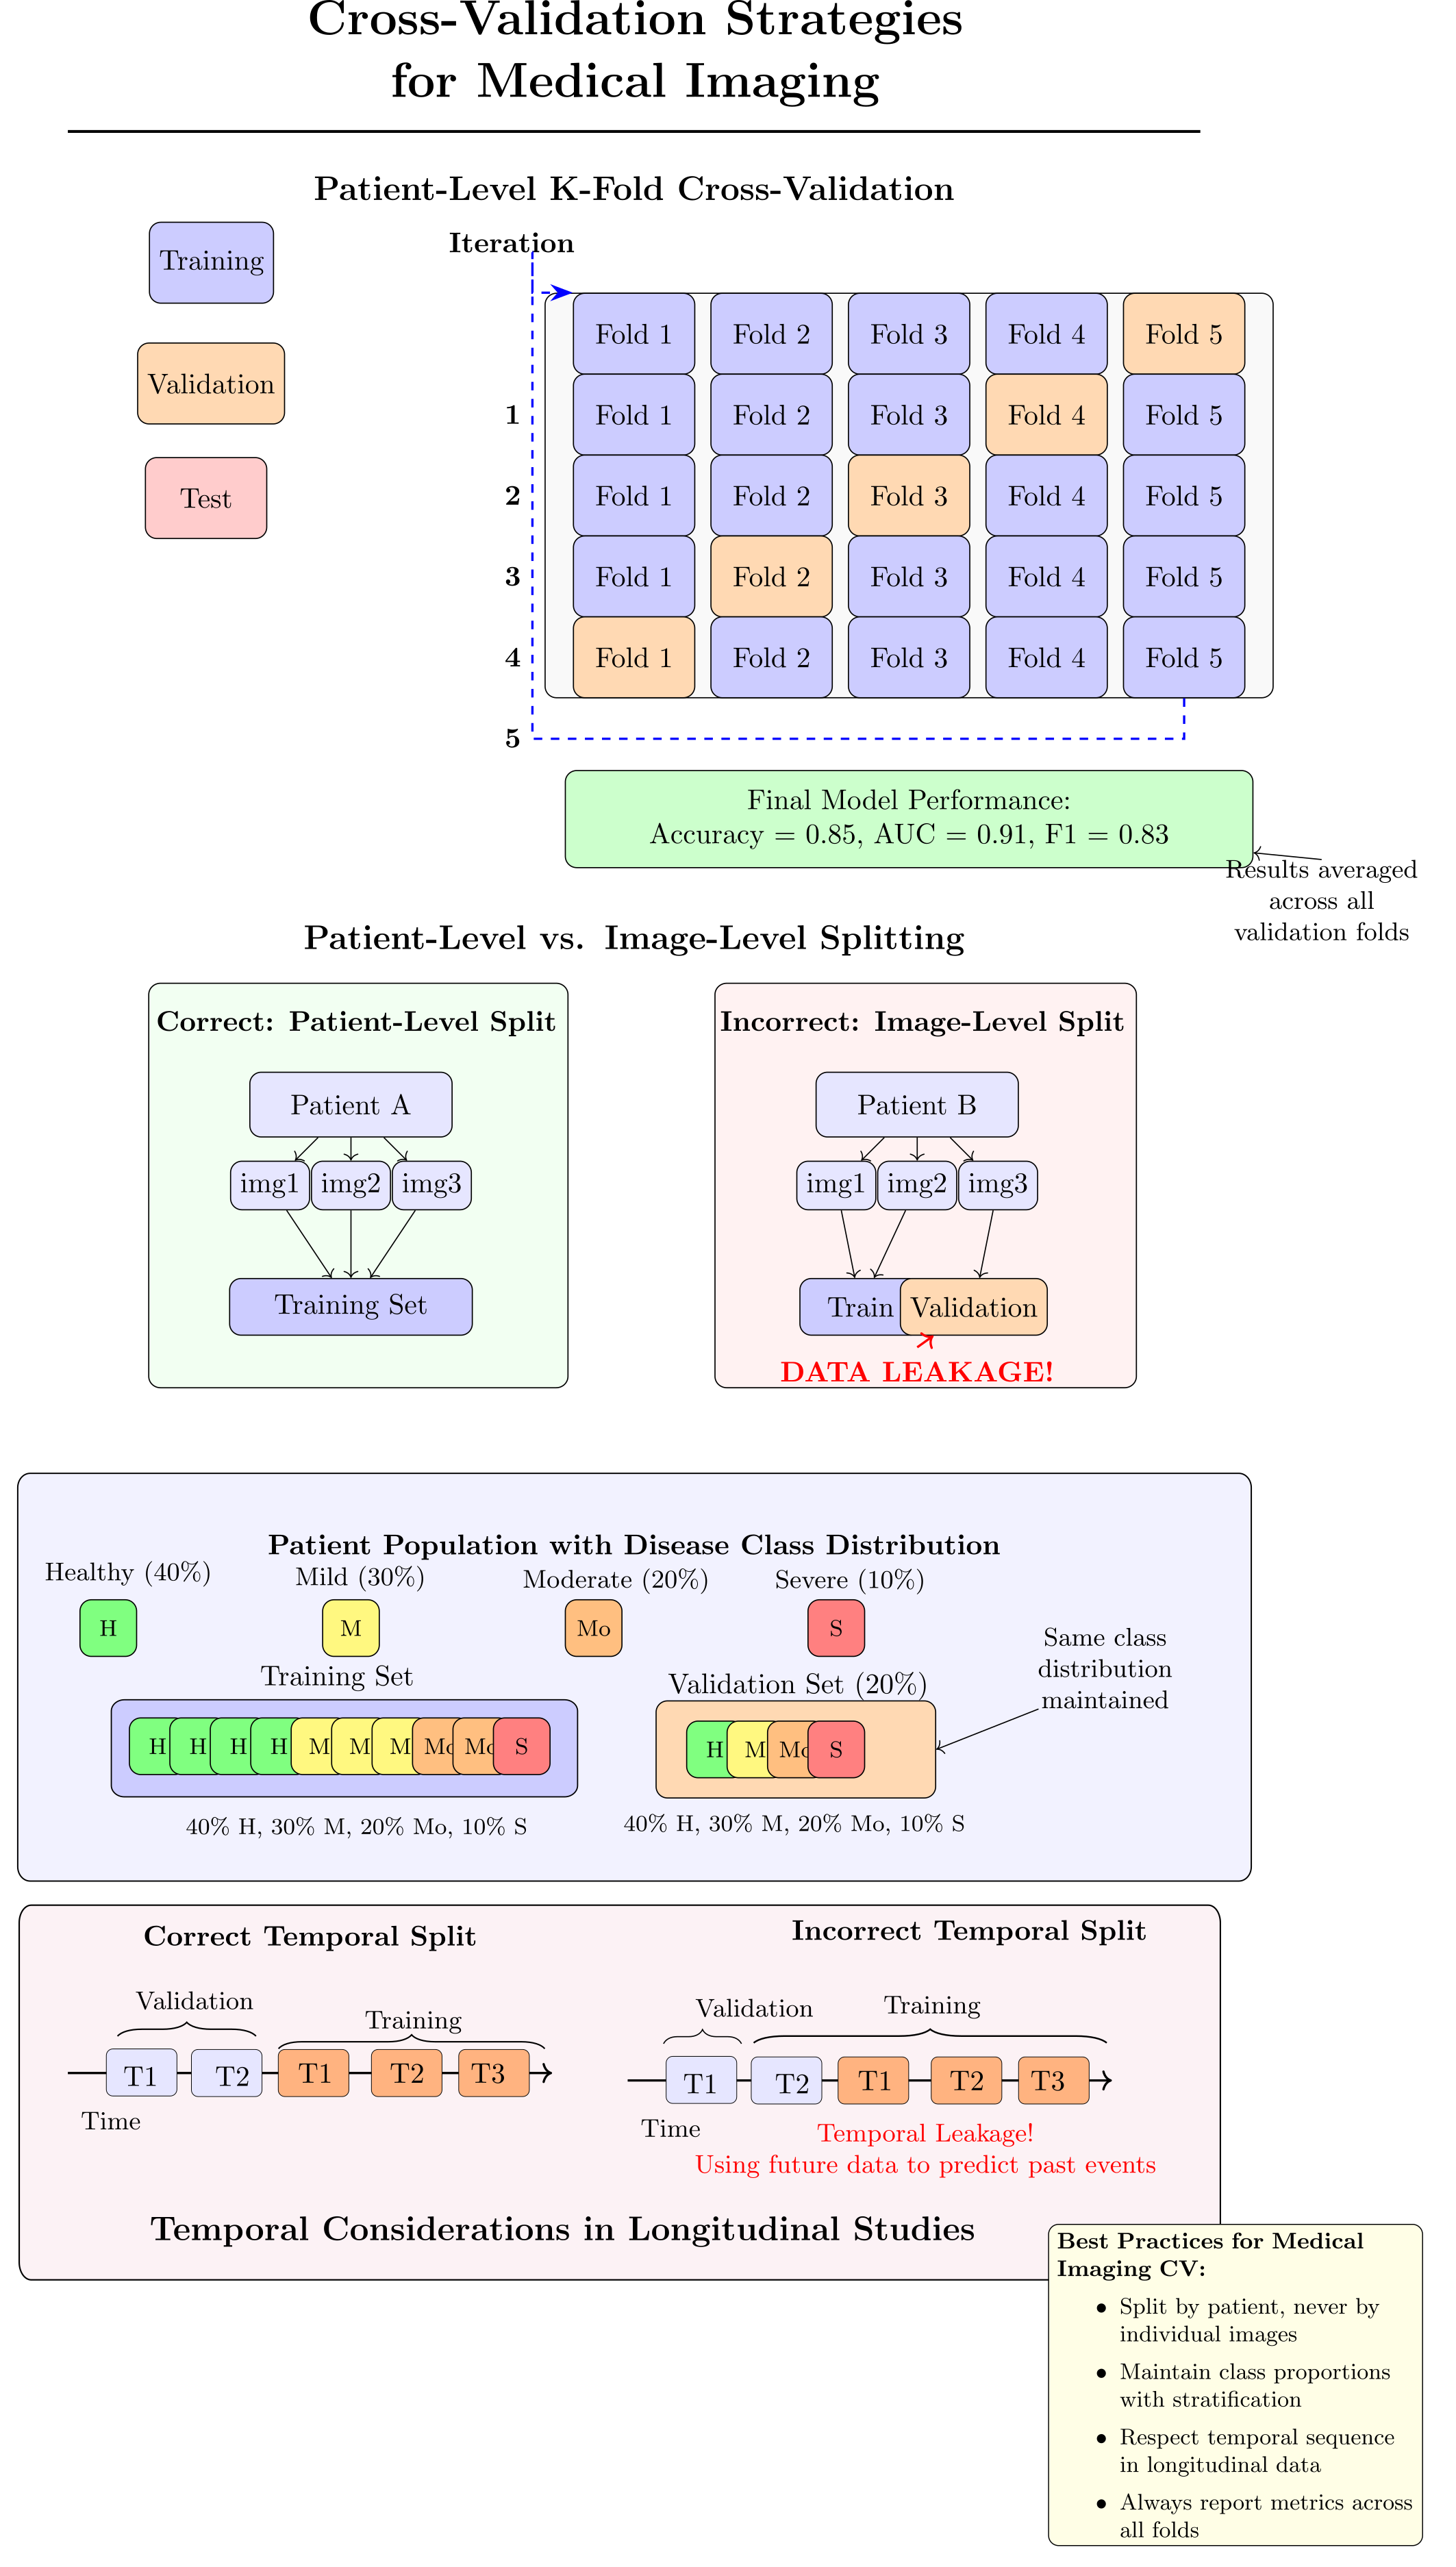 Cross-Validation Strategies
for Medical Imaging
Patient-Level K-Fold Cross-Validation
Training
Validation
Test
Iteration
Fold 1 Fold 2 Fold 3 Fold 4 Fold 5
1 Fold 1 Fold 2 Fold 3 Fold 4 Fold 5
2 Fold 1 Fold 2 Fold 3 Fold 4 Fold 5
3 Fold 1 Fold 2 Fold 3 Fold 4 Fold 5
4 Fold 1 Fold 2 Fold 3 Fold 4 Fold 5
5
Final Model Performance:
Accuracy = 0.85, AUC = 0.91, F1 = 0.83
Results averaged
across all
validation folds
Patient-Level vs. Image-Level Splitting
Correct: Patient-Level Split
Patient A
img1 img2 img3
Training Set
Incorrect: Image-Level Split
Patient B
img1 img2 img3
Train Validation
DATA LEAKAGE!
Patient Population with Disease Class Distribution
Healthy (40%) Mild (30%) Moderate (20%) Severe (10%)
H M Mo S
Training Set
H H H H M M M Mo Mo S
40% H, 30% M, 20% Mo, 10% S
Validation Set (20%)
H M Mo S
40% H, 30% M, 20% Mo, 10% S
Same class
distribution
maintained
Correct Temporal Split
Validation
Training
T1 T2 T1 T2 T3
Time
Incorrect Temporal Split
Validation
Training
T1 T2 T1 T2 T3
Time
Temporal Leakage!
Using future data to predict past events
Temporal Considerations in Longitudinal Studies
Best Practices for Medical
Imaging CV:
• Split by patient, never by
individual images
• Maintain class proportions
with stratification
• Respect temporal sequence
in longitudinal data
• Always report metrics across
all folds